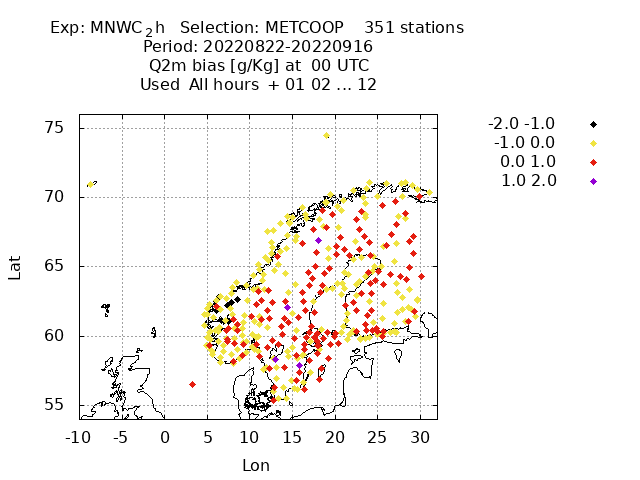 Exp: MNWC_2h Selection: METCOOP 351 stations
Period: 20220822-20220916
Q2m bias [g/Kg] at 00 UTC
Used All hours + 01 02 ... 12
-2.0 -1.0
-1.0 0.0
0.0 1.0
1.0 2.0
75
70
65
60
55
Lat
-10 -5 0 5 10 15 20 25 30
Lon